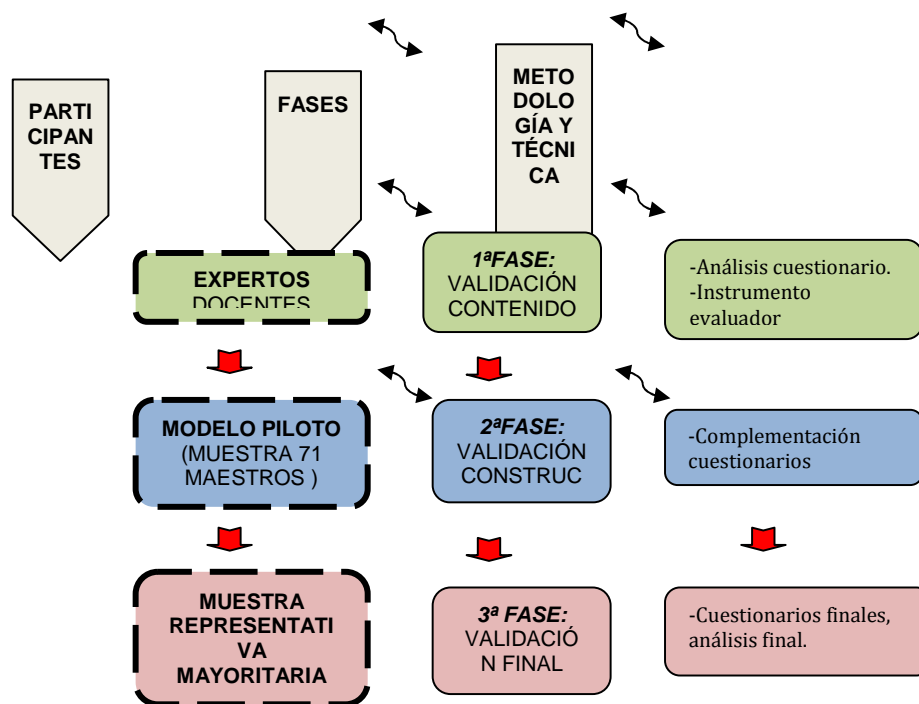 PARTI
CIPAN
TES
FASES
METO
DOLO
GÍA Y
TÉCNI
CA
EXPERTOS
DOCENTES
1ªFASE:
VALIDACIÓN
CONTENIDO
-Análisis cuestionario.
-Instrumento
evaluador
MODELO PILOTO
(MUESTRA 71
MAESTROS )
2ªFASE:
VALIDACIÓN
CONSTRUC
-Complementación
cuestionarios
MUESTRA
REPRESENTATI
VA
MAYORITARIA
3ª FASE:
VALIDACIÓ
N FINAL
-Cuestionarios finales,
análisis final.